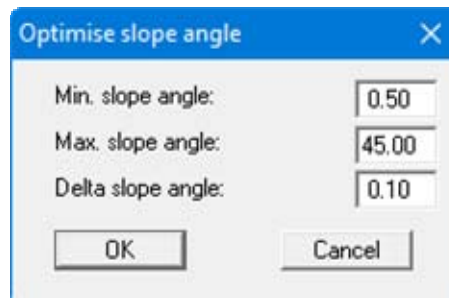 Optimise slope angle
Min. slope angle: 0.50
Max. slope angle: 45.00
Delta slope angle: 0.10
OK Cancel